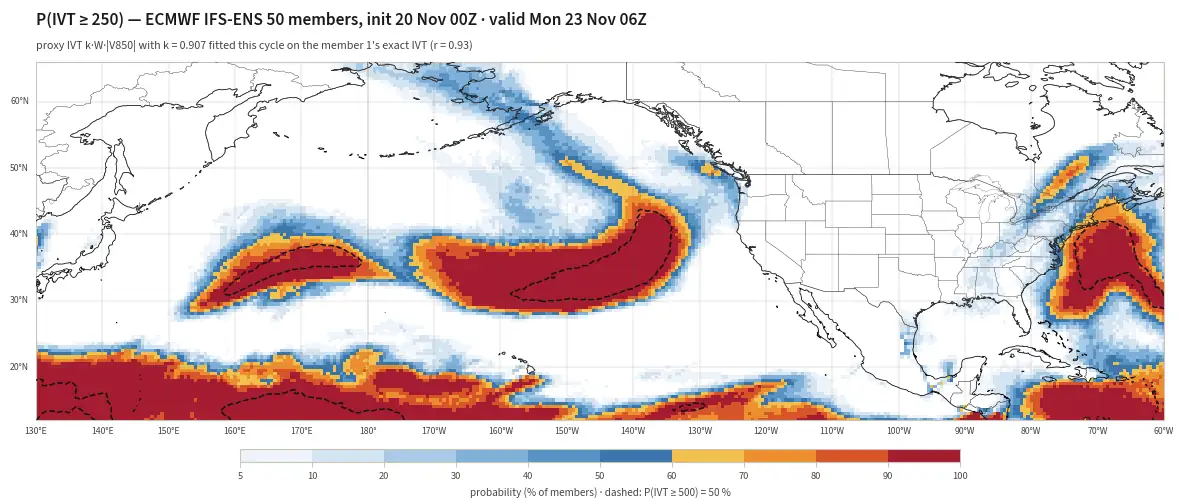 P(IVT ≥ 250) — ECMWF IFS-ENS 50 members, init 20 Nov 00Z · valid Mon 23 Nov 06Z
proxy IVT k·W·|V850| with k = 0.907 fitted this cycle on the member 1's exact IVT (r = 0.93)
60°N
50°N
40°N
30°N
20°N
130°E 140°E 150°E 160°E 170°E 180° 170°W 160°W 150°W 140°W 130°W 120°W 110°W 100°W 90°W 80°W 70°W 60°W
5 10 20 30 40 50 60 70 80 90 100
probability (% of members) · dashed: P(IVT ≥ 500) = 50 %